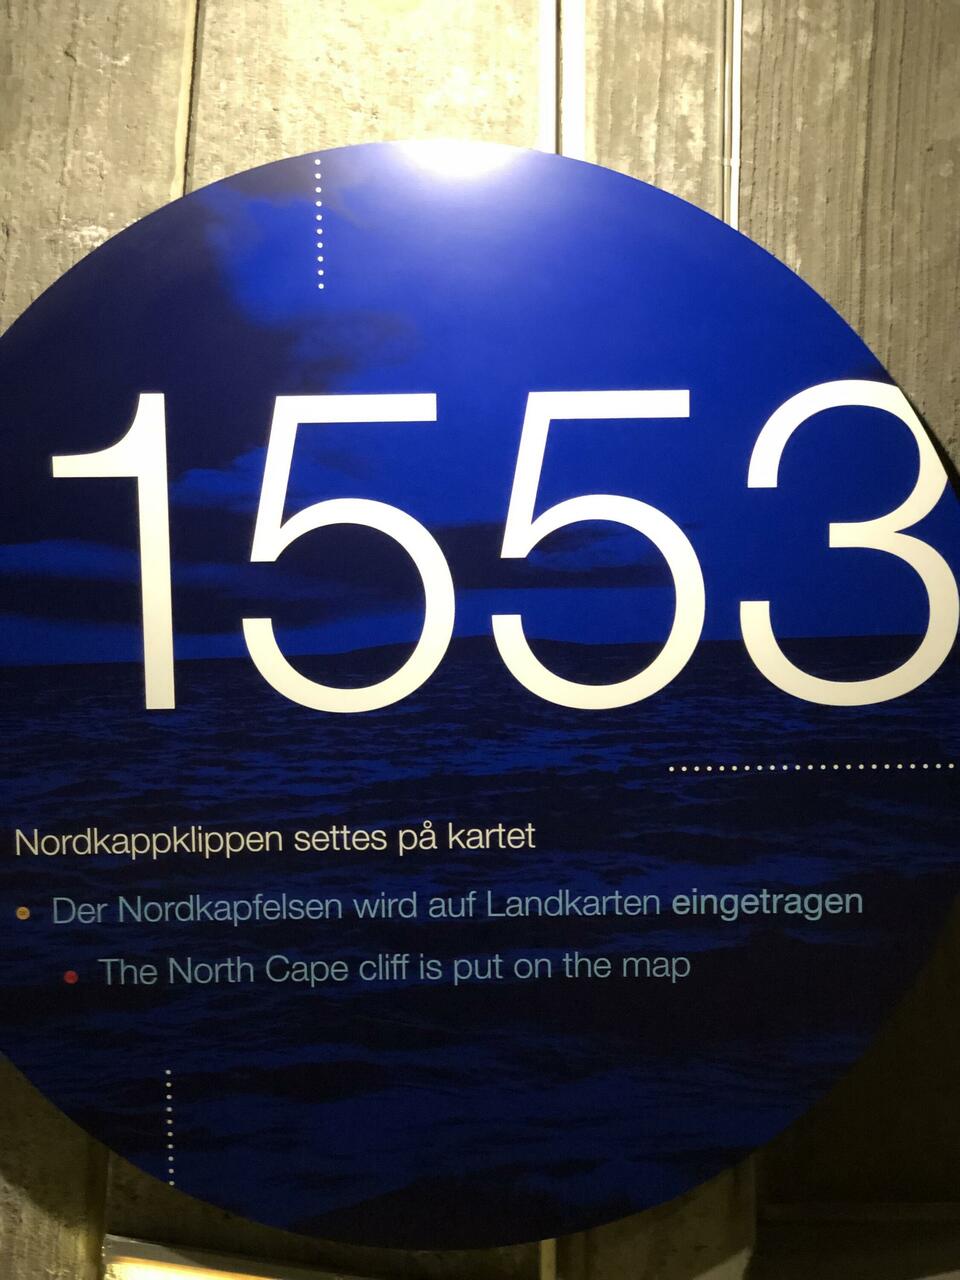 1553
Nordkappklippen settes på kartet
Der Nordkapfelsen wird auf Landkarten eingetragen
The North Cape cliff is put on the map